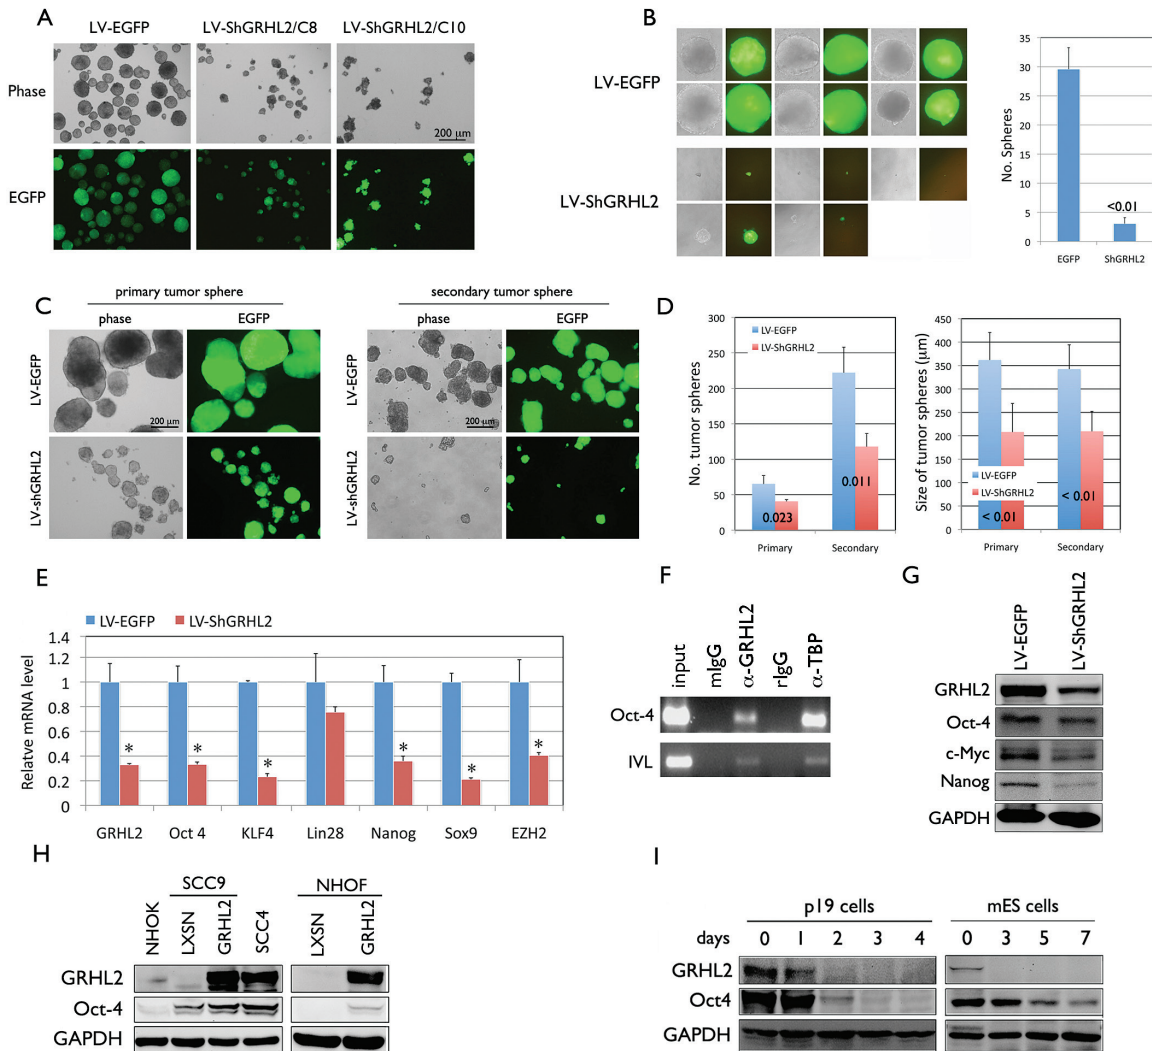 A
LV-EGFP
LV-ShGRHL2/C8
LV-ShGRHL2/C10
Phase
200 μm
EGFP
B
LV-EGFP
LV-ShGRHL2
No. Spheres
35
30
25
20
15
10
5
0
<0.01
EGFP
ShGRHL2
C
primary tumor sphere
secondary tumor sphere
phase
EGFP
phase
EGFP
LV-EGFP
200 μm
LV-EGFP
200 μm
LV-shGRHL2
LV-shGRHL2
D
No. tumor spheres
300
250
200
150
100
50
0
LV-EGFP
LV-ShGRHL2
0.023
0.011
Primary
Secondary
Size of tumor spheres (μm)
450
400
350
300
250
200
150
100
50
0
LV-EGFP
LV-ShGRHL2
< 0.01
< 0.01
Primary
Secondary
E
LV-EGFP
LV-ShGRHL2
Relatve mRNA level
1.4
1.2
1
0.8
0.6
0.4
0.2
0
* * * * * *
GRHL2
Oct 4
KLF4
Lin28
Nanog
Sox9
EZH2
F
input
mIgG
α-GRHL2
rIgG
α-TBP
Oct-4
IVL
G
LV-EGFP
LV-ShGRHL2
GRHL2
Oct-4
c-Myc
Nanog
GAPDH
H
SCC9
NHOF
NHOK
LXSN
GRHL2
SCC4
LXSN
GRHL2
GRHL2
Oct-4
GAPDH
I
p19 cells
mES cells
days 0 1 2 3 4 0 3 5 7
GRHL2
Oct4
GAPDH